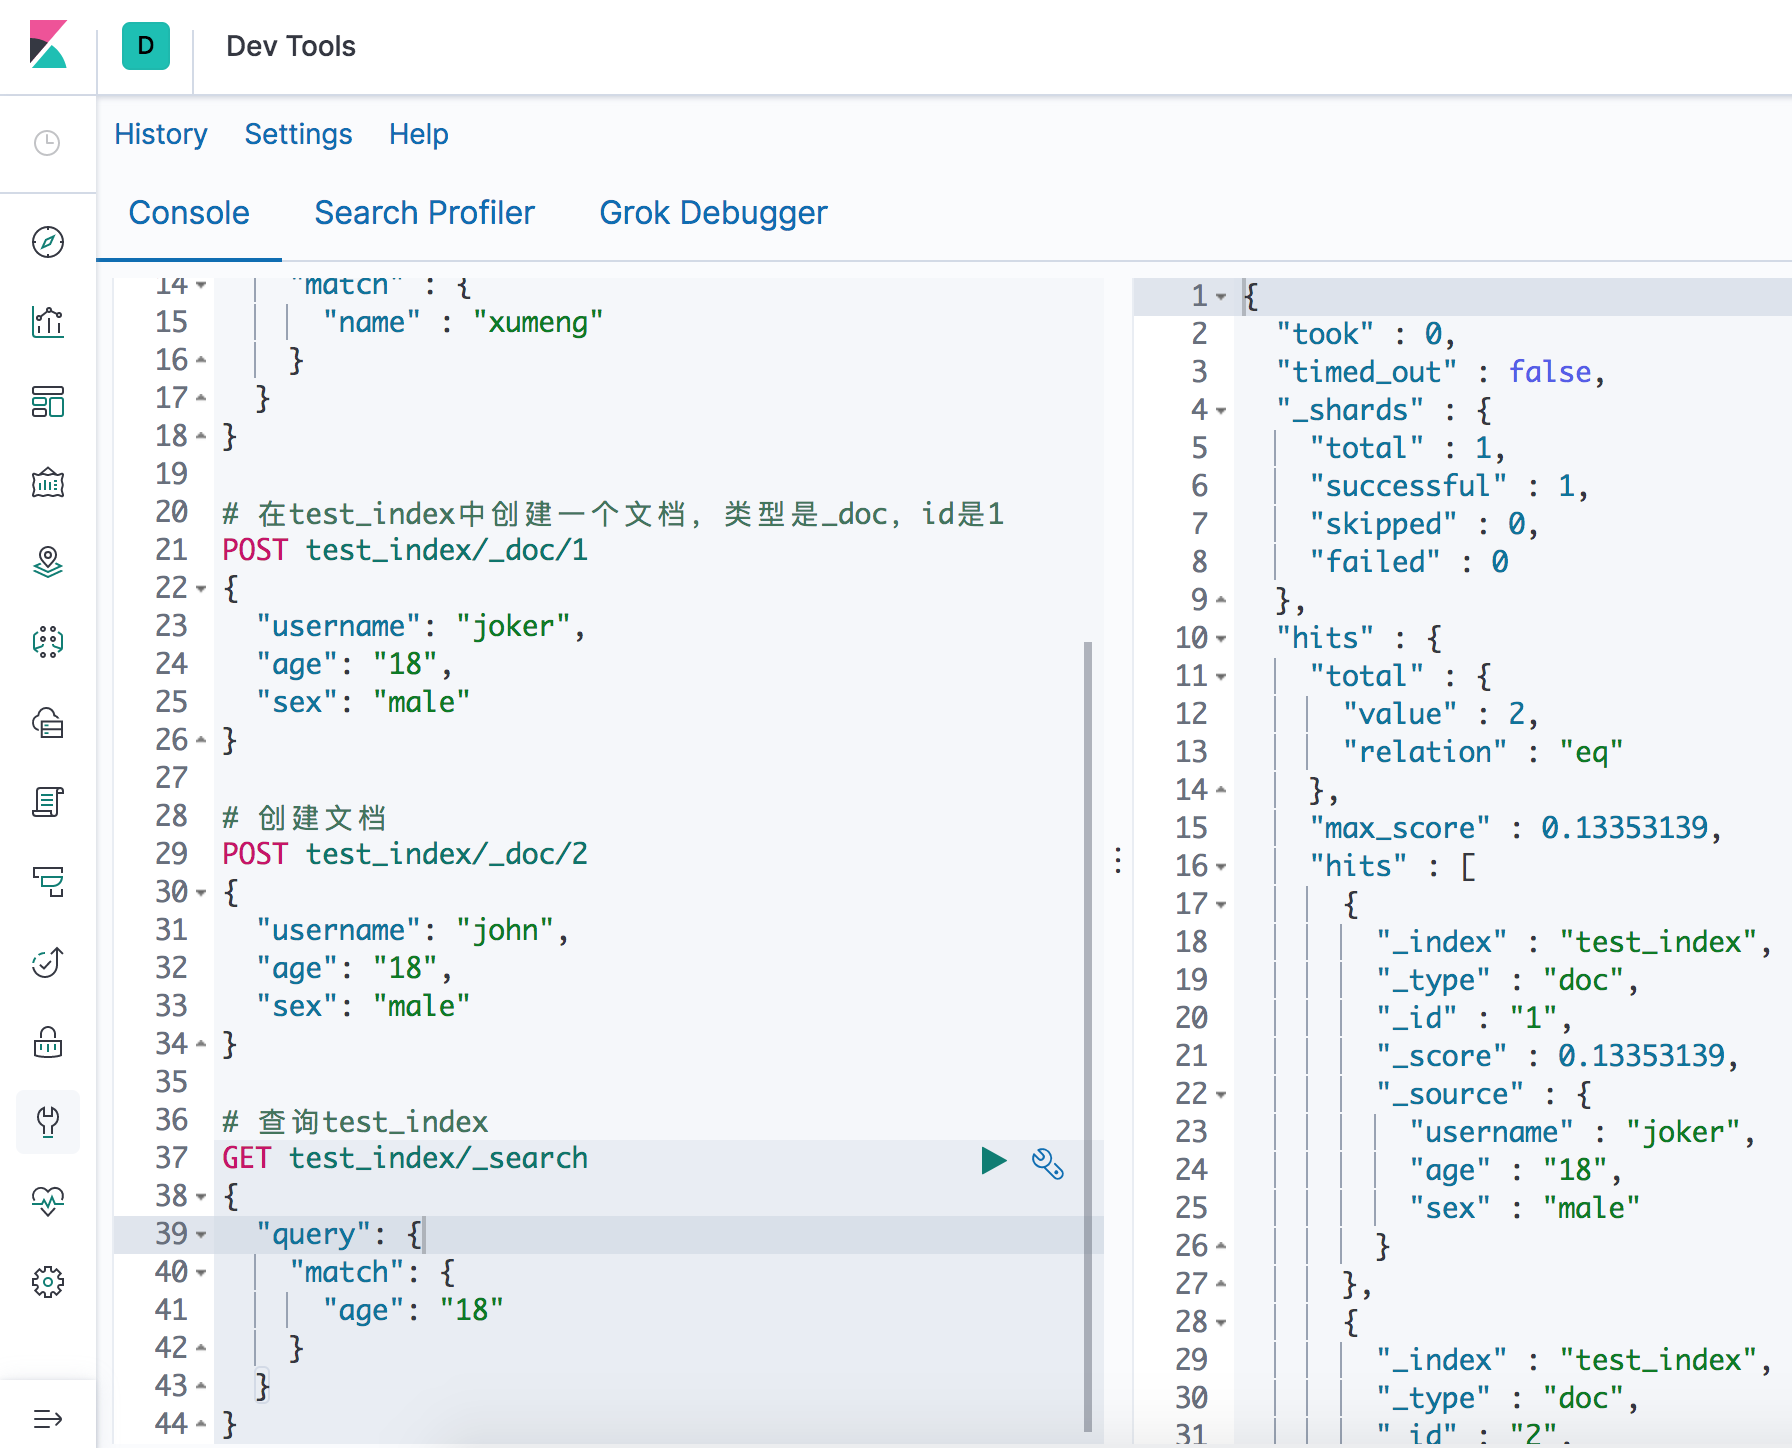 D
Dev Tools
History Settings Help
Console Search Profiler Grok Debugger
14 "match" : {
15 "name" : "xumeng"
16 }
17 }
18 }
19
20 # 在test_index中创建一个文档，类型是_doc，id是1
21 POST test_index/_doc/1
22 {
23 "username": "joker",
24 "age": "18",
25 "sex": "male"
26 }
27
28 # 创建文档
29 POST test_index/_doc/2
30 {
31 "username": "john",
32 "age": "18",
33 "sex": "male"
34 }
35
36 # 查询test_index
37 GET test_index/_search
38 {
39 "query": {
40 "match": {
41 "age": "18"
42 }
43 }
44 }
1 {
2 "took" : 0,
3 "timed_out" : false,
4 "_shards" : {
5 "total" : 1,
6 "successful" : 1,
7 "skipped" : 0,
8 "failed" : 0
9 },
10 "hits" : {
11 "total" : {
12 "value" : 2,
13 "relation" : "eq"
14 },
15 "max_score" : 0.13353139,
16 "hits" : [
17 {
18 "_index" : "test_index",
19 "_type" : "doc",
20 "_id" : "1",
21 "_score" : 0.13353139,
22 "_source" : {
23 "username" : "joker",
24 "age" : "18",
25 "sex" : "male"
26 }
27 },
28 {
29 "_index" : "test_index",
30 "_type" : "doc",
31 "_id" : "2",